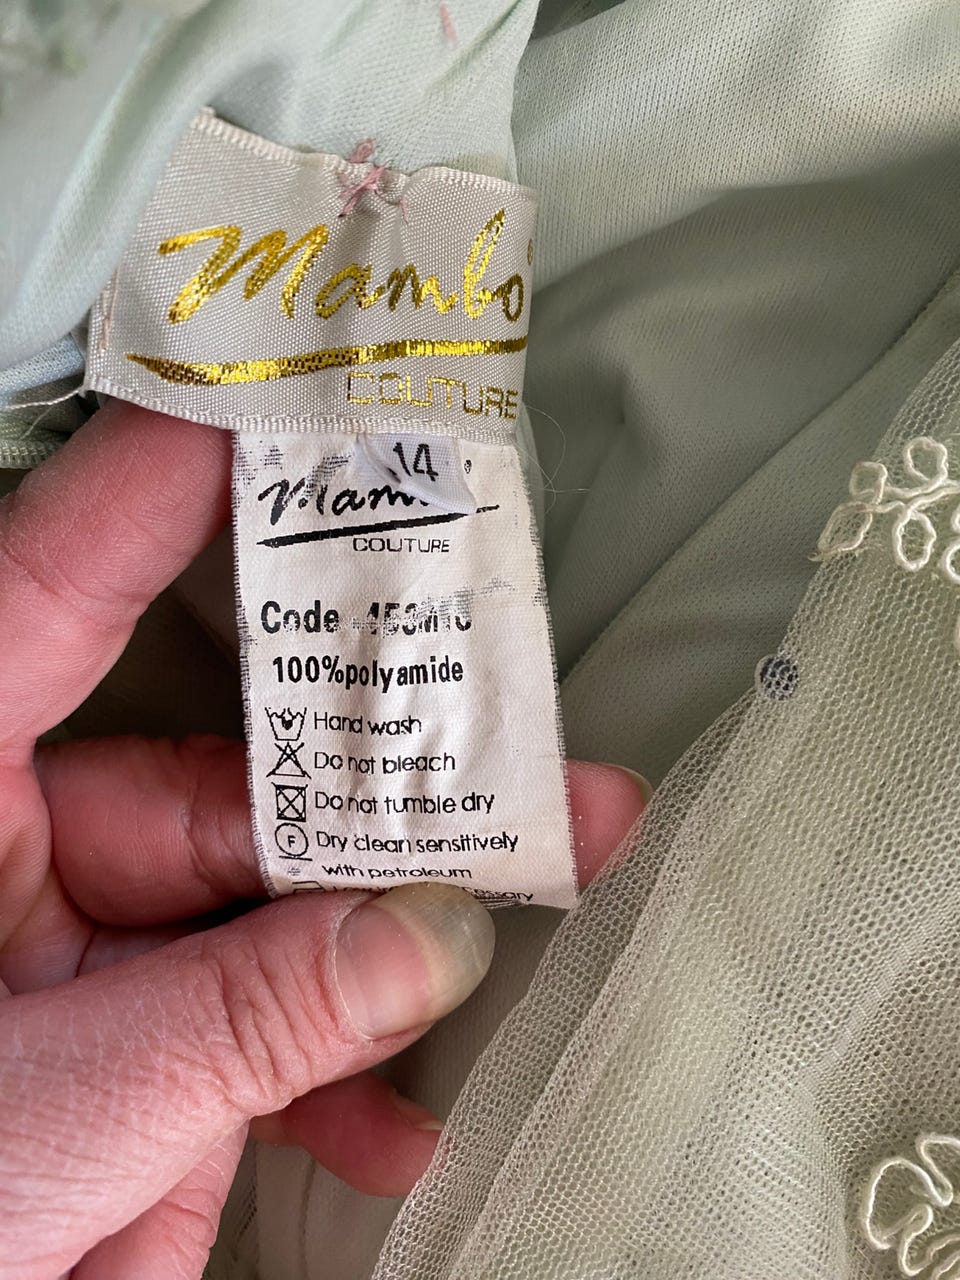 Mambo
COUTURE
14
COUTURE
Code
100%polyamide
Hand wash
Do not bleach
Do not tumble dry
F
Dry clean sensitively
with petroleum